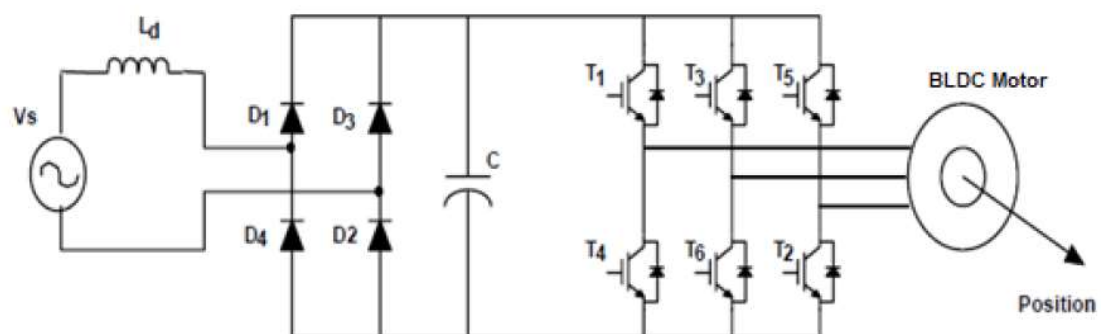 Ld
Vs
D1
D3
D4
D2
C
T1
T3
T5
BLDC Motor
T4
T6
T2
Position